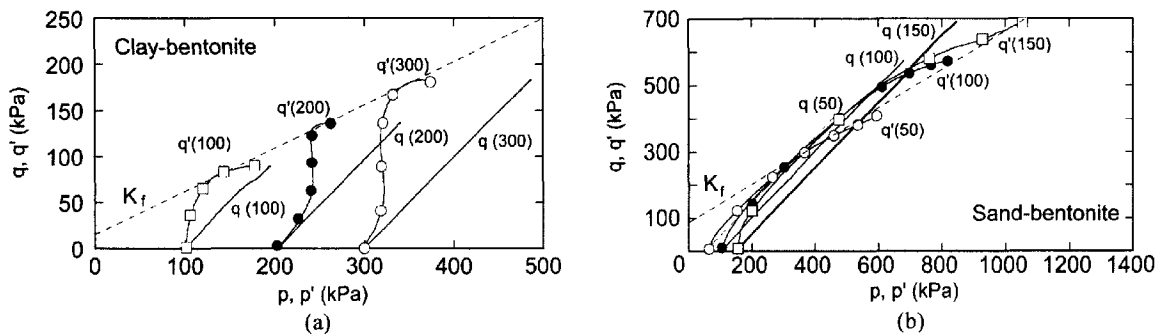 250
200
150
100
50
0
q, q' (kPa)
Clay-bentonite
q'(300)
q'(200)
q'(100)
q (200)
q (300)
q (100)
K_f
0
100
200
300
400
500
p, p' (kPa)
(a)
700
500
300
100
q, q' (kPa)
q (150)
q (100)
q'(150)
q (50)
q'(100)
q'(50)
K_f
Sand-bentonite
0
200
400
600
800
1000
1200
1400
p, p' (kPa)
(b)